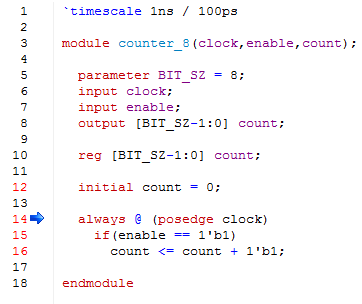 1 `timescale 1ns / 100ps
2
3 module counter_8(clock,enable,count);
4
5 parameter BIT_SZ = 8;
6 input clock;
7 input enable;
8 output [BIT_SZ-1:0] count;
9
10 reg [BIT_SZ-1:0] count;
11
12 initial count = 0;
13
14 always @ (posedge clock)
15 if(enable == 1'b1)
16 count <= count + 1'b1;
17
18 endmodule